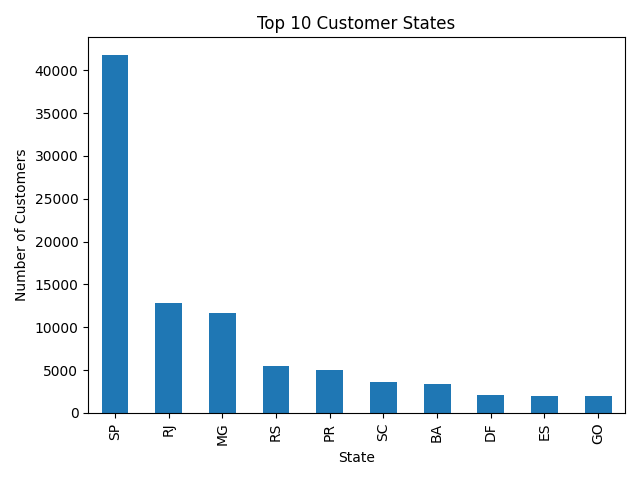 Top 10 Customer States
Number of Customers
40000
35000
30000
25000
20000
15000
10000
5000
0
SP
RJ
MG
RS
PR
SC
BA
DF
ES
GO
State